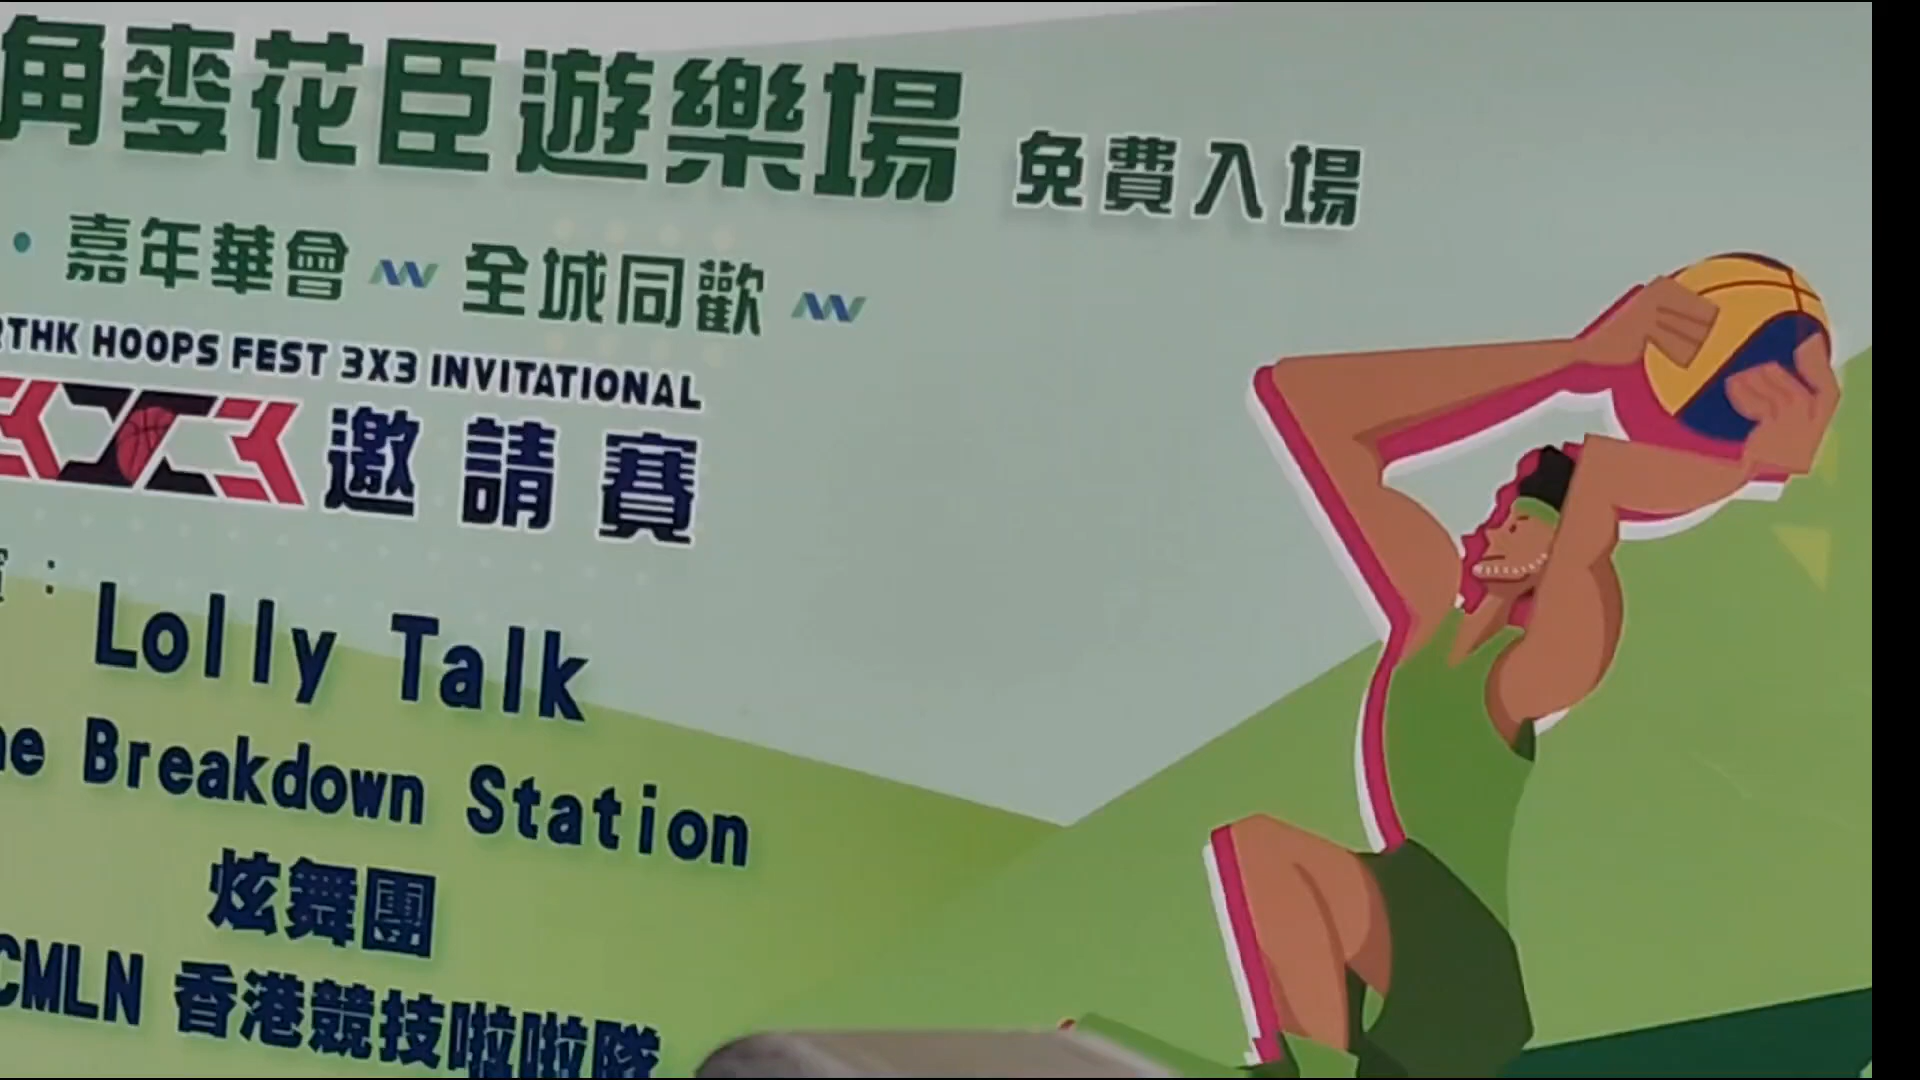 角麥花臣遊樂場 免費入場
· 嘉年華會 全城同歡
RTHK HOOPS FEST 3X3 INVITATIONAL
3X3 邀請賽
Lolly Talk
Breakdown Station
炫舞團
CMLN 香港競技啦啦隊